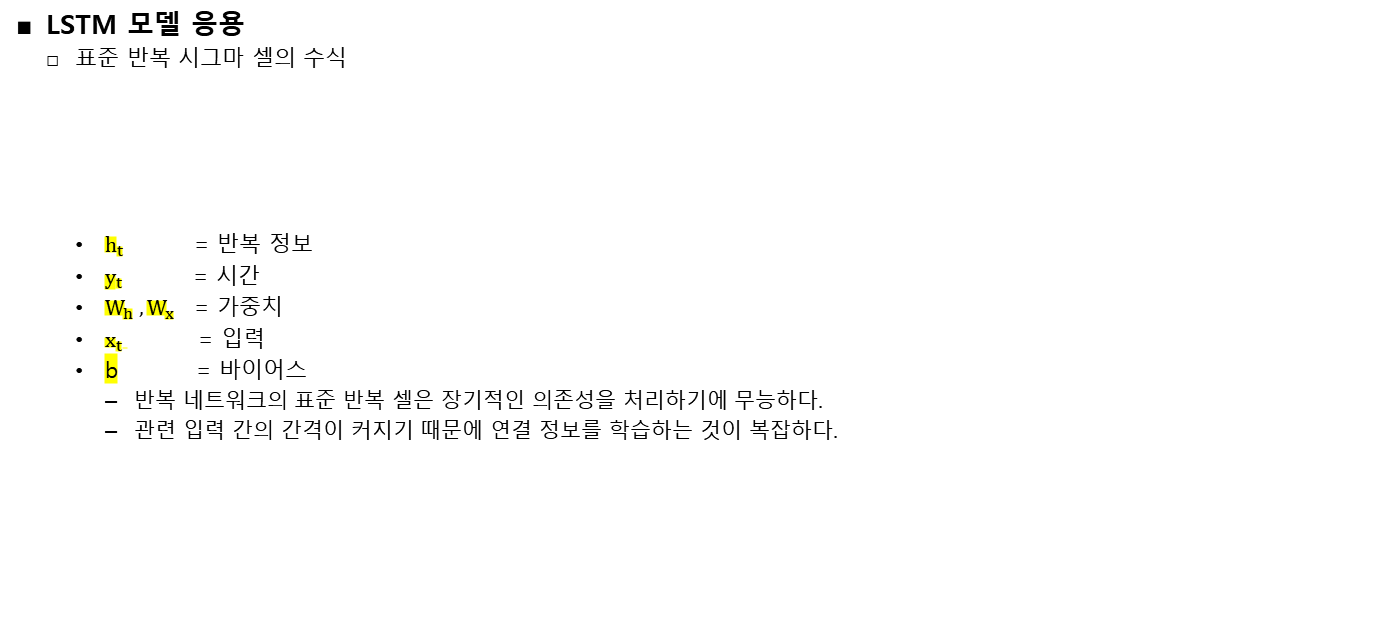 ■ LSTM 모델 응용
□ 표준 반복 시그마 셀의 수식
• hₜ = 반복 정보
• yₜ = 시간
• Wₕ ,Wₓ = 가중치
• xₜ = 입력
• b = 바이어스
– 반복 네트워크의 표준 반복 셀은 장기적인 의존성을 처리하기에 무능하다.
– 관련 입력 간의 간격이 커지기 때문에 연결 정보를 학습하는 것이 복잡하다.